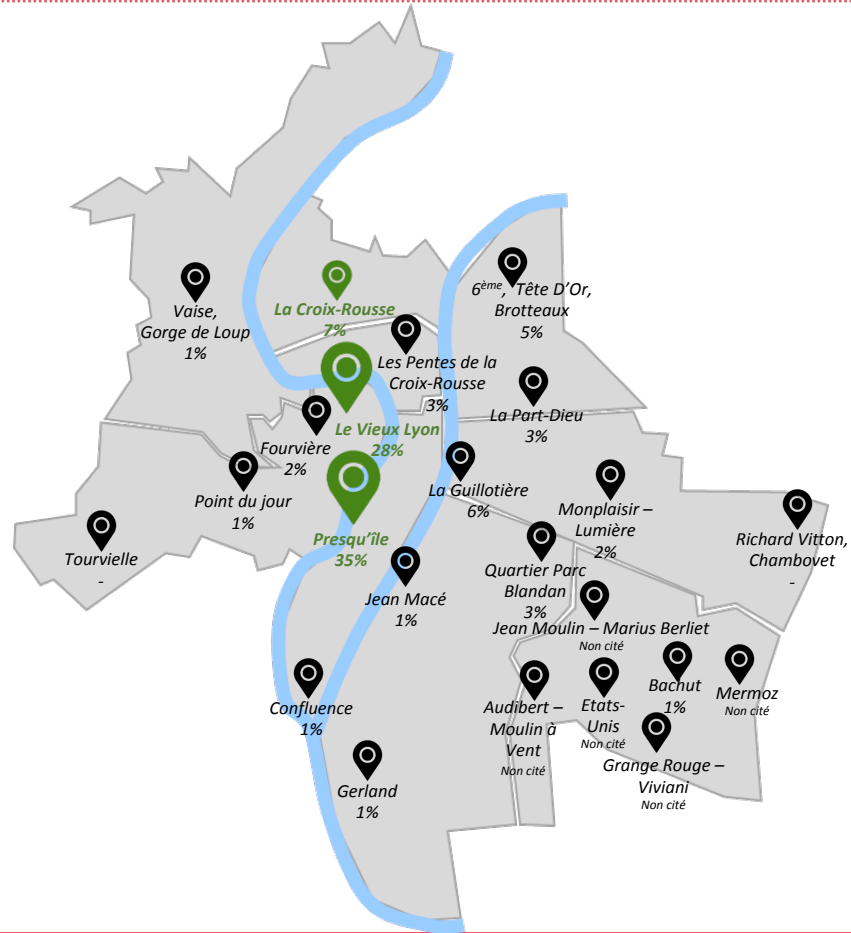 6ème, Tête D'Or,
Brotteaux
5%
La Croix-Rousse
7%
Vaise,
Gorge de Loup
1%
Les Pentes de la
Croix-Rousse
3%
La Part-Dieu
3%
Le Vieux Lyon
28%
Fourvière
2%
Point du jour
1%
La Guillotière
6%
Monplaisir –
Lumière
2%
Richard Vitton,
Chambovet
-
Tourvielle
-
Presqu'île
35%
Quartier Parc
Blandan
3%
Jean Macé
1%
Jean Moulin – Marius Berliet
Non cité
Confluence
1%
Audibert –
Moulin à
Vent
Non cité
Etats-
Unis
Non cité
Bachut
1%
Mermoz
Non cité
Grange Rouge –
Viviani
Non cité
Gerland
1%